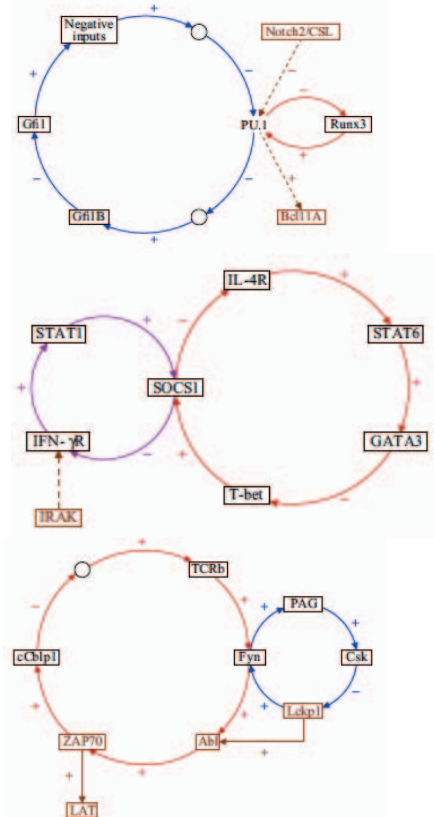 Negative
inputs
Notch2/CSL
Gfi1
PU.1
Runx3
Gfi1B
Bcl11A
+
+
−
−
−
+
−
−
+
+
IL-4R
STAT1
STAT6
SOCS1
IFN-γR
GATA3
T-bet
IRAK
+
−
+
+
+
−
+
−
+
−
TCRb
PAG
cCblp1
Fyn
Csk
Lckp1
ZAP70
Abl
LAT
+
+
+
+
−
+
−
+
+
+
+
+
+